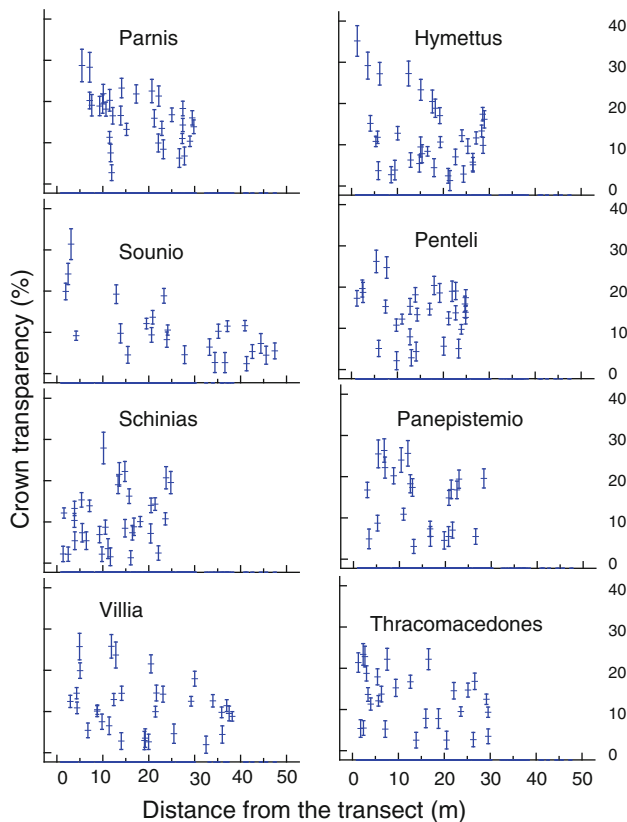 Parnis
Hymettus
40
30
20
10
0
Sounio
Penteli
40
30
20
10
0
Schinias
Panepistemio
40
30
20
10
0
Villia
Thracomacedones
40
30
20
10
0
Crown transparency (%)
0 10 20 30 40 50
0 10 20 30 40 50
Distance from the transect (m)